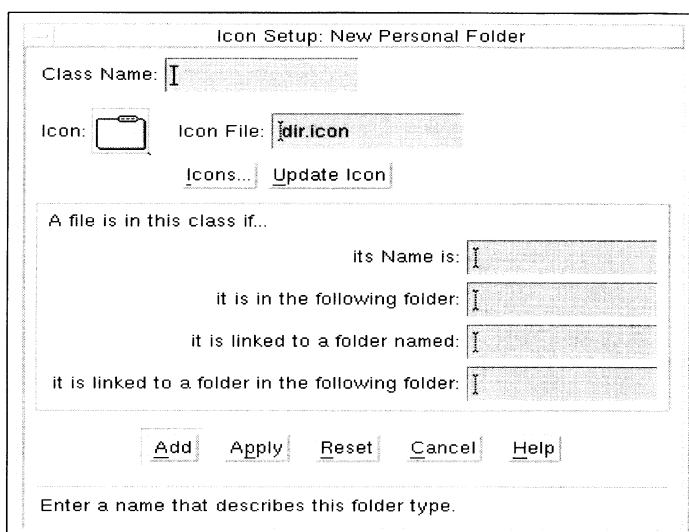 Icon Setup: New Personal Folder
Class Name:
Icon: Icon File: dir.icon
Icons... Update Icon
A file is in this class if...
its Name is:
it is in the following folder:
it is linked to a folder named:
it is linked to a folder in the following folder:
Add Apply Reset Cancel Help
Enter a name that describes this folder type.